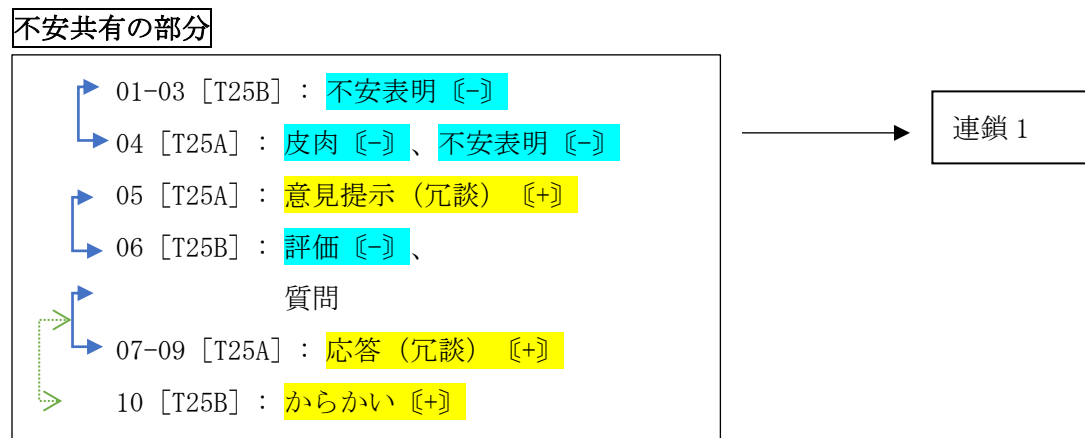 不安共有の部分
01-03 [T25B] : 不安表明〔-〕
04 [T25A] : 皮肉〔-〕、不安表明〔-〕
05 [T25A] : 意見提示（冗談）〔+〕
06 [T25B] : 評価〔-〕、
質問
07-09 [T25A] : 応答（冗談）〔+〕
10 [T25B] : からかい〔+〕
連鎖 1